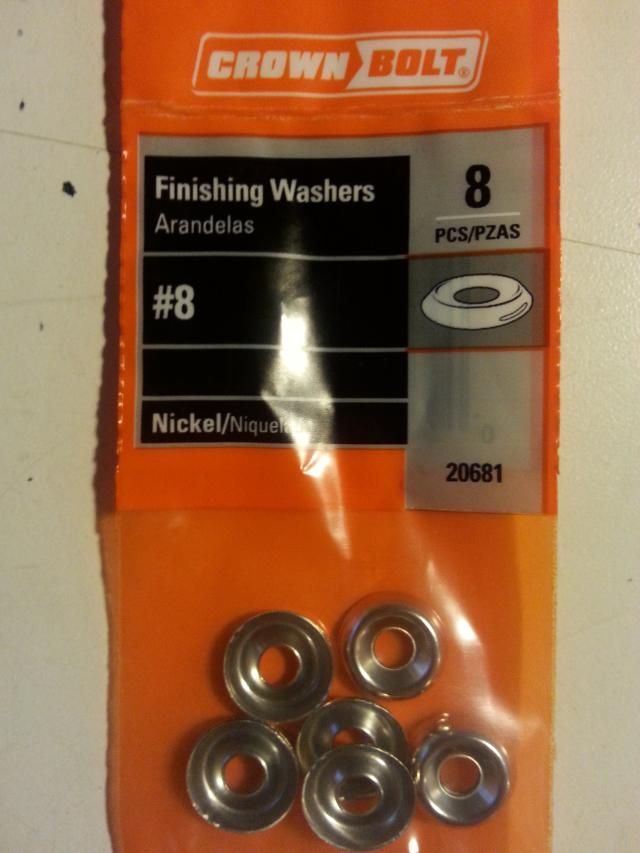 CROWN BOLT®
Finishing Washers
Arandelas
8
PCS/PZAS
#8
Nickel/
20681